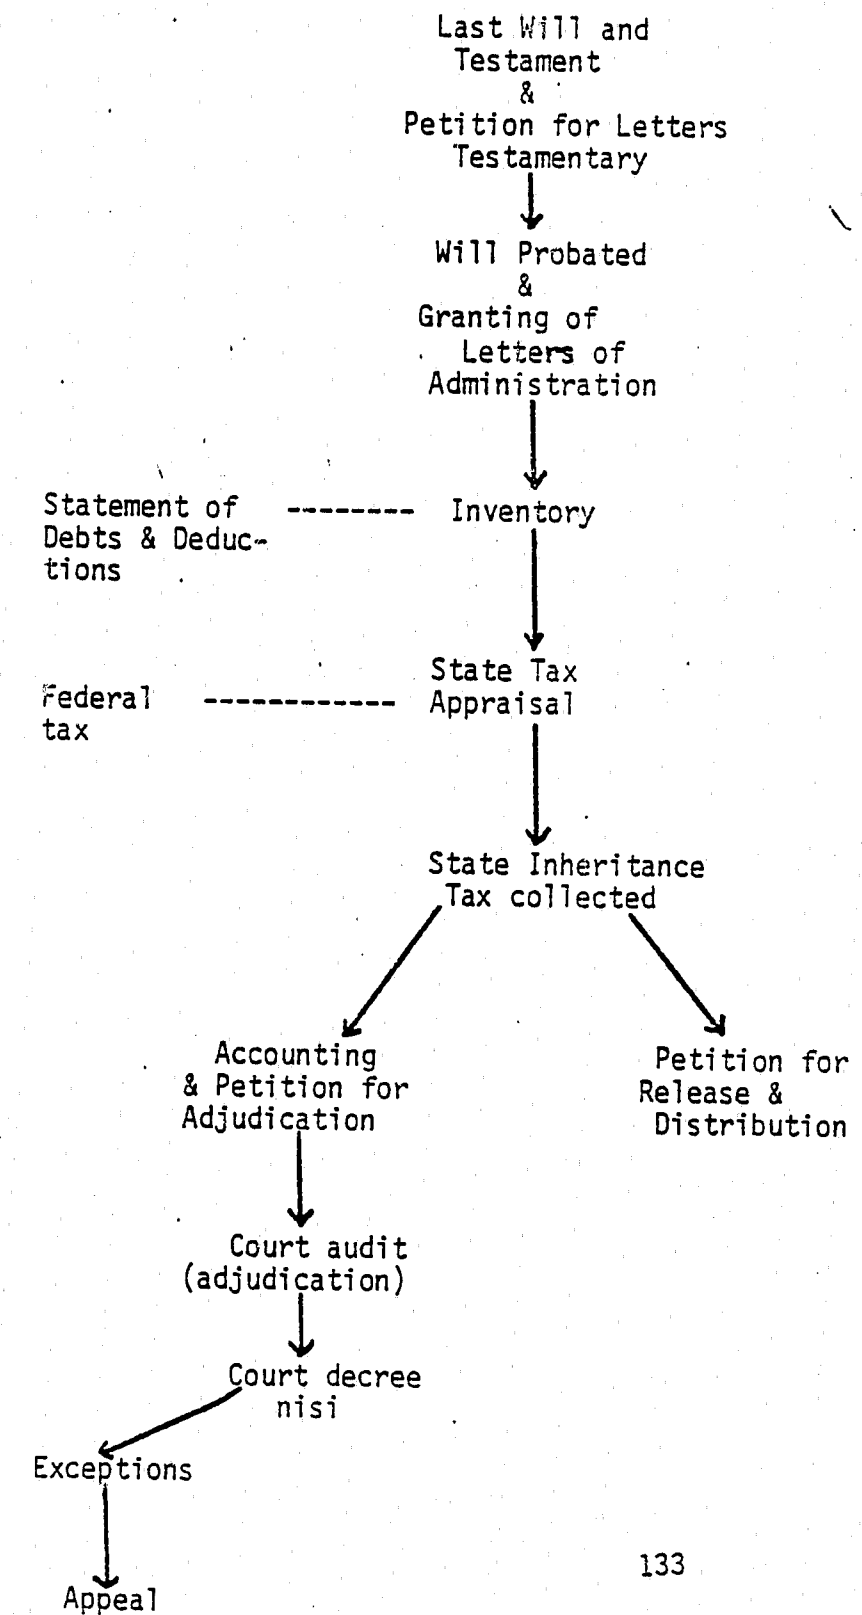 Last Will and
Testament
&
Petition for Letters
Testamentary
Will Probated
&
Granting of
Letters of
Administration
Statement of
Debts & Deduc-
tions
Inventory
State Tax
Appraisal
Federal
tax
State Inheritance
Tax collected
Accounting
& Petition for
Adjudication
Petition for
Release &
Distribution
Court audit
(adjudication)
Court decree
nisi
Exceptions
Appeal
133